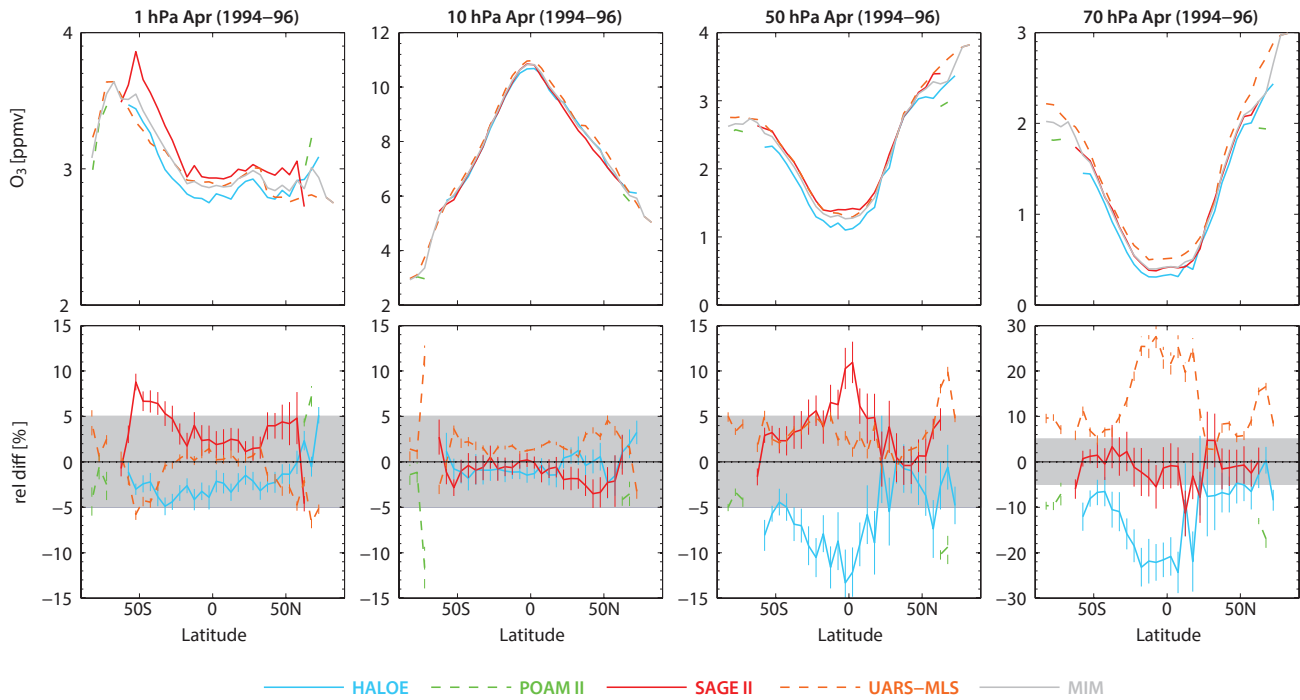 1 hPa Apr (1994–96) 10 hPa Apr (1994–96) 50 hPa Apr (1994–96) 70 hPa Apr (1994–96)
O3 [ppmv]
4 12 4 3
10
3 8 3 2
6 2
4 1 1
2 2 0 0
rel diff [%]
15 15 15 30
10 10 10 20
5 5 5 10
0 0 0 0
−5 −5 −5 −10
−10 −10 −10 −20
−15 −15 −15 −30
50S 0 50N 50S 0 50N 50S 0 50N 50S 0 50N
Latitude Latitude Latitude Latitude
HALOE POAM II SAGE II UARS−MLS MIM